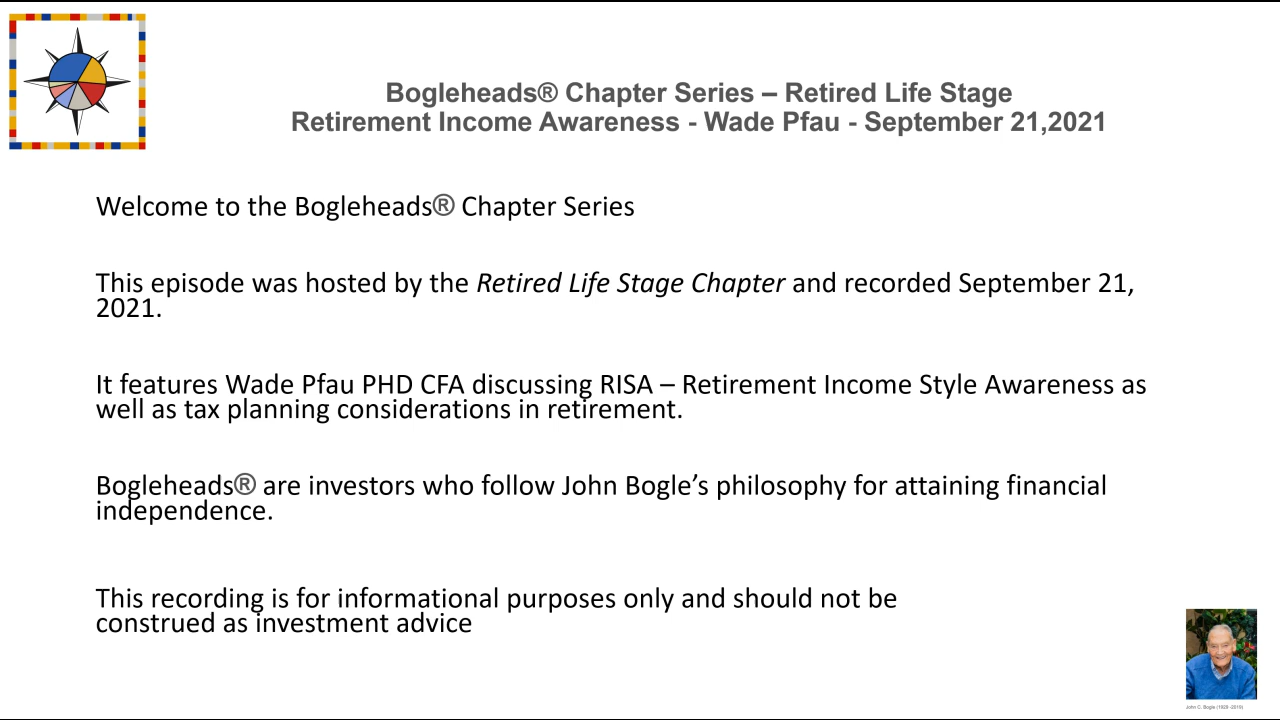 Bogleheads® Chapter Series – Retired Life Stage
Retirement Income Awareness - Wade Pfau - September 21,2021
Welcome to the Bogleheads® Chapter Series
This episode was hosted by the Retired Life Stage Chapter and recorded September 21,
2021.
It features Wade Pfau PHD CFA discussing RISA – Retirement Income Style Awareness as
well as tax planning considerations in retirement.
Bogleheads® are investors who follow John Bogle’s philosophy for attaining financial
independence.
This recording is for informational purposes only and should not be
construed as investment advice
John C. Bogle (1929 -2019)